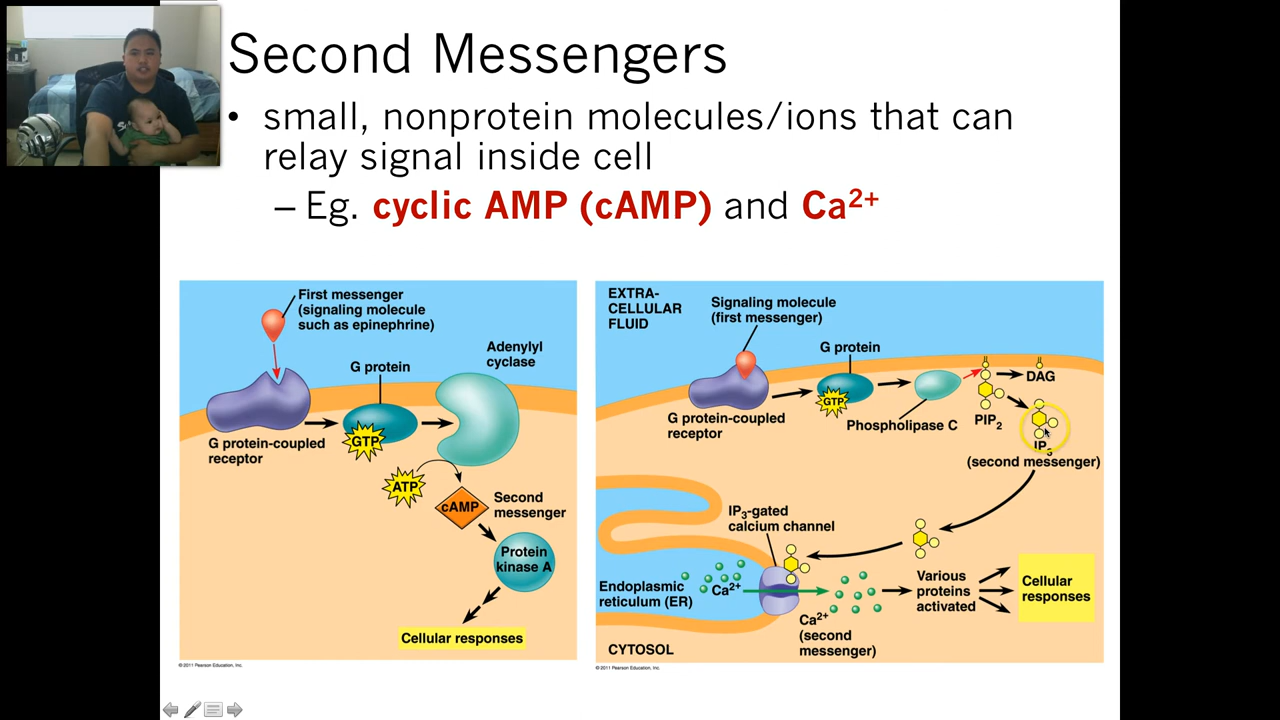 Second Messengers
• small, nonprotein molecules/ions that can
relay signal inside cell
– Eg. cyclic AMP (cAMP) and Ca²⁺
First messenger
(signaling molecule
such as epinephrine)
Adenylyl
cyclase
G protein
GTP
G protein-coupled
receptor
ATP
cAMP
Second
messenger
Protein
kinase A
Cellular responses
© 2011 Pearson Education, Inc.
EXTRA-
CELLULAR
FLUID
Signaling molecule
(first messenger)
G protein
GTP
DAG
G protein-coupled
receptor
Phospholipase C
PIP₂
IP₃
(second messenger)
IP₃-gated
calcium channel
Endoplasmic
reticulum (ER)
Ca²⁺
Various
proteins
activated
Cellular
responses
Ca²⁺
(second
messenger)
CYTOSOL
© 2011 Pearson Education, Inc.